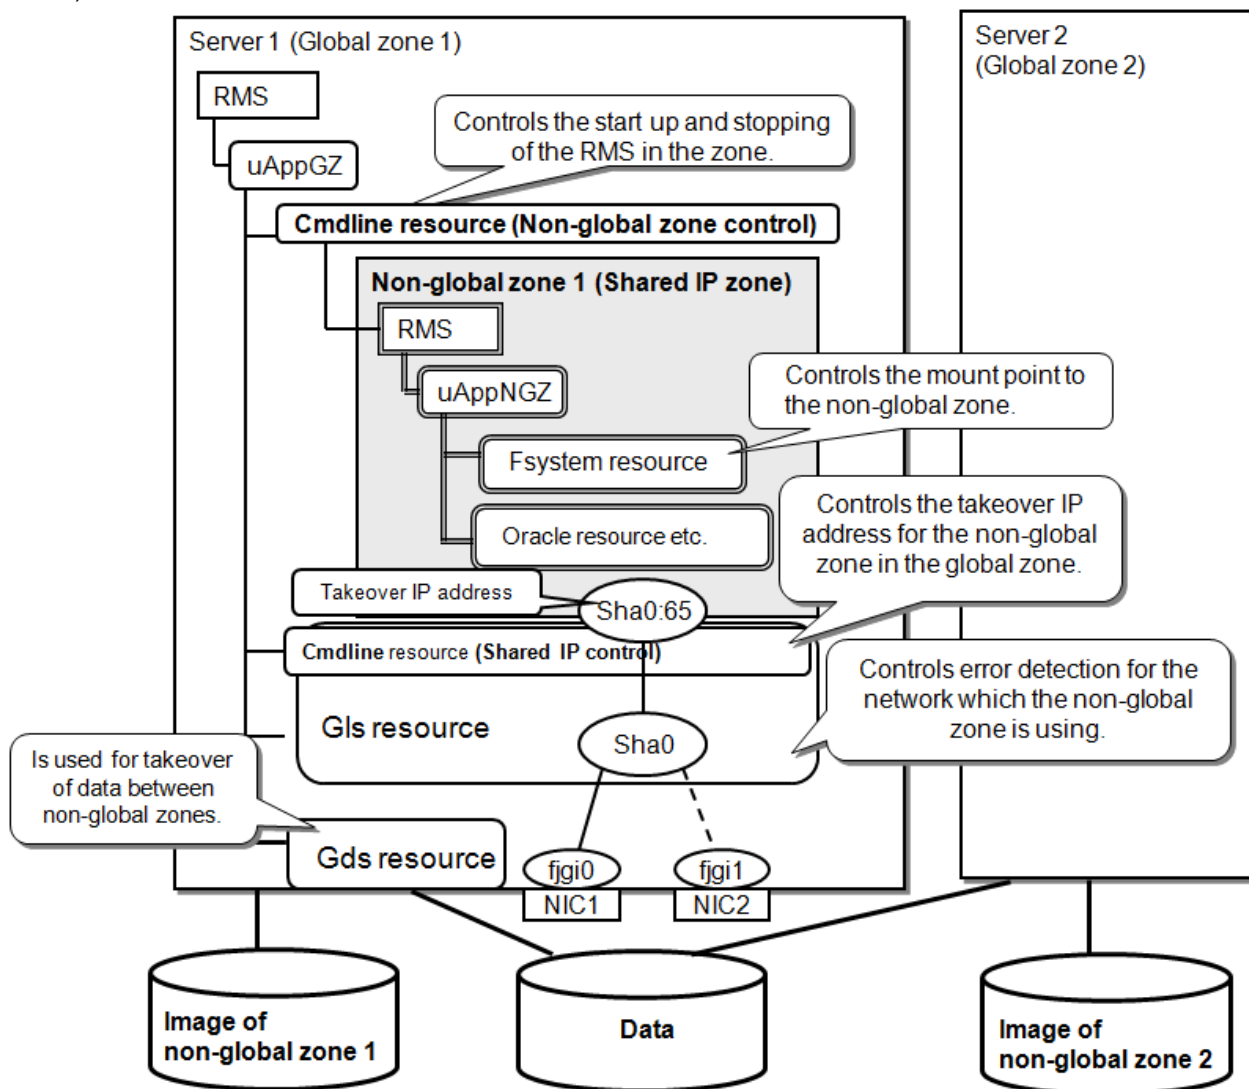 Server 1 (Global zone 1)
Server 2
(Global zone 2)
RMS
uAppGZ
Controls the start up and stopping
of the RMS in the zone.
Cmdline resource (Non-global zone control)
Non-global zone 1 (Shared IP zone)
RMS
uAppNGZ
Controls the mount point to
the non-global zone.
Fsystem resource
Controls the takeover IP
address for the non-global
zone in the global zone.
Oracle resource etc.
Takeover IP address
Sha0:65
Cmdline resource (Shared IP control)
Controls error detection for the
network which the non-global
zone is using.
Gls resource
Sha0
Is used for takeover
of data between
non-global zones.
Gds resource
fjgi0
fjgi1
NIC1
NIC2
Image of
non-global zone 1
Data
Image of
non-global zone 2